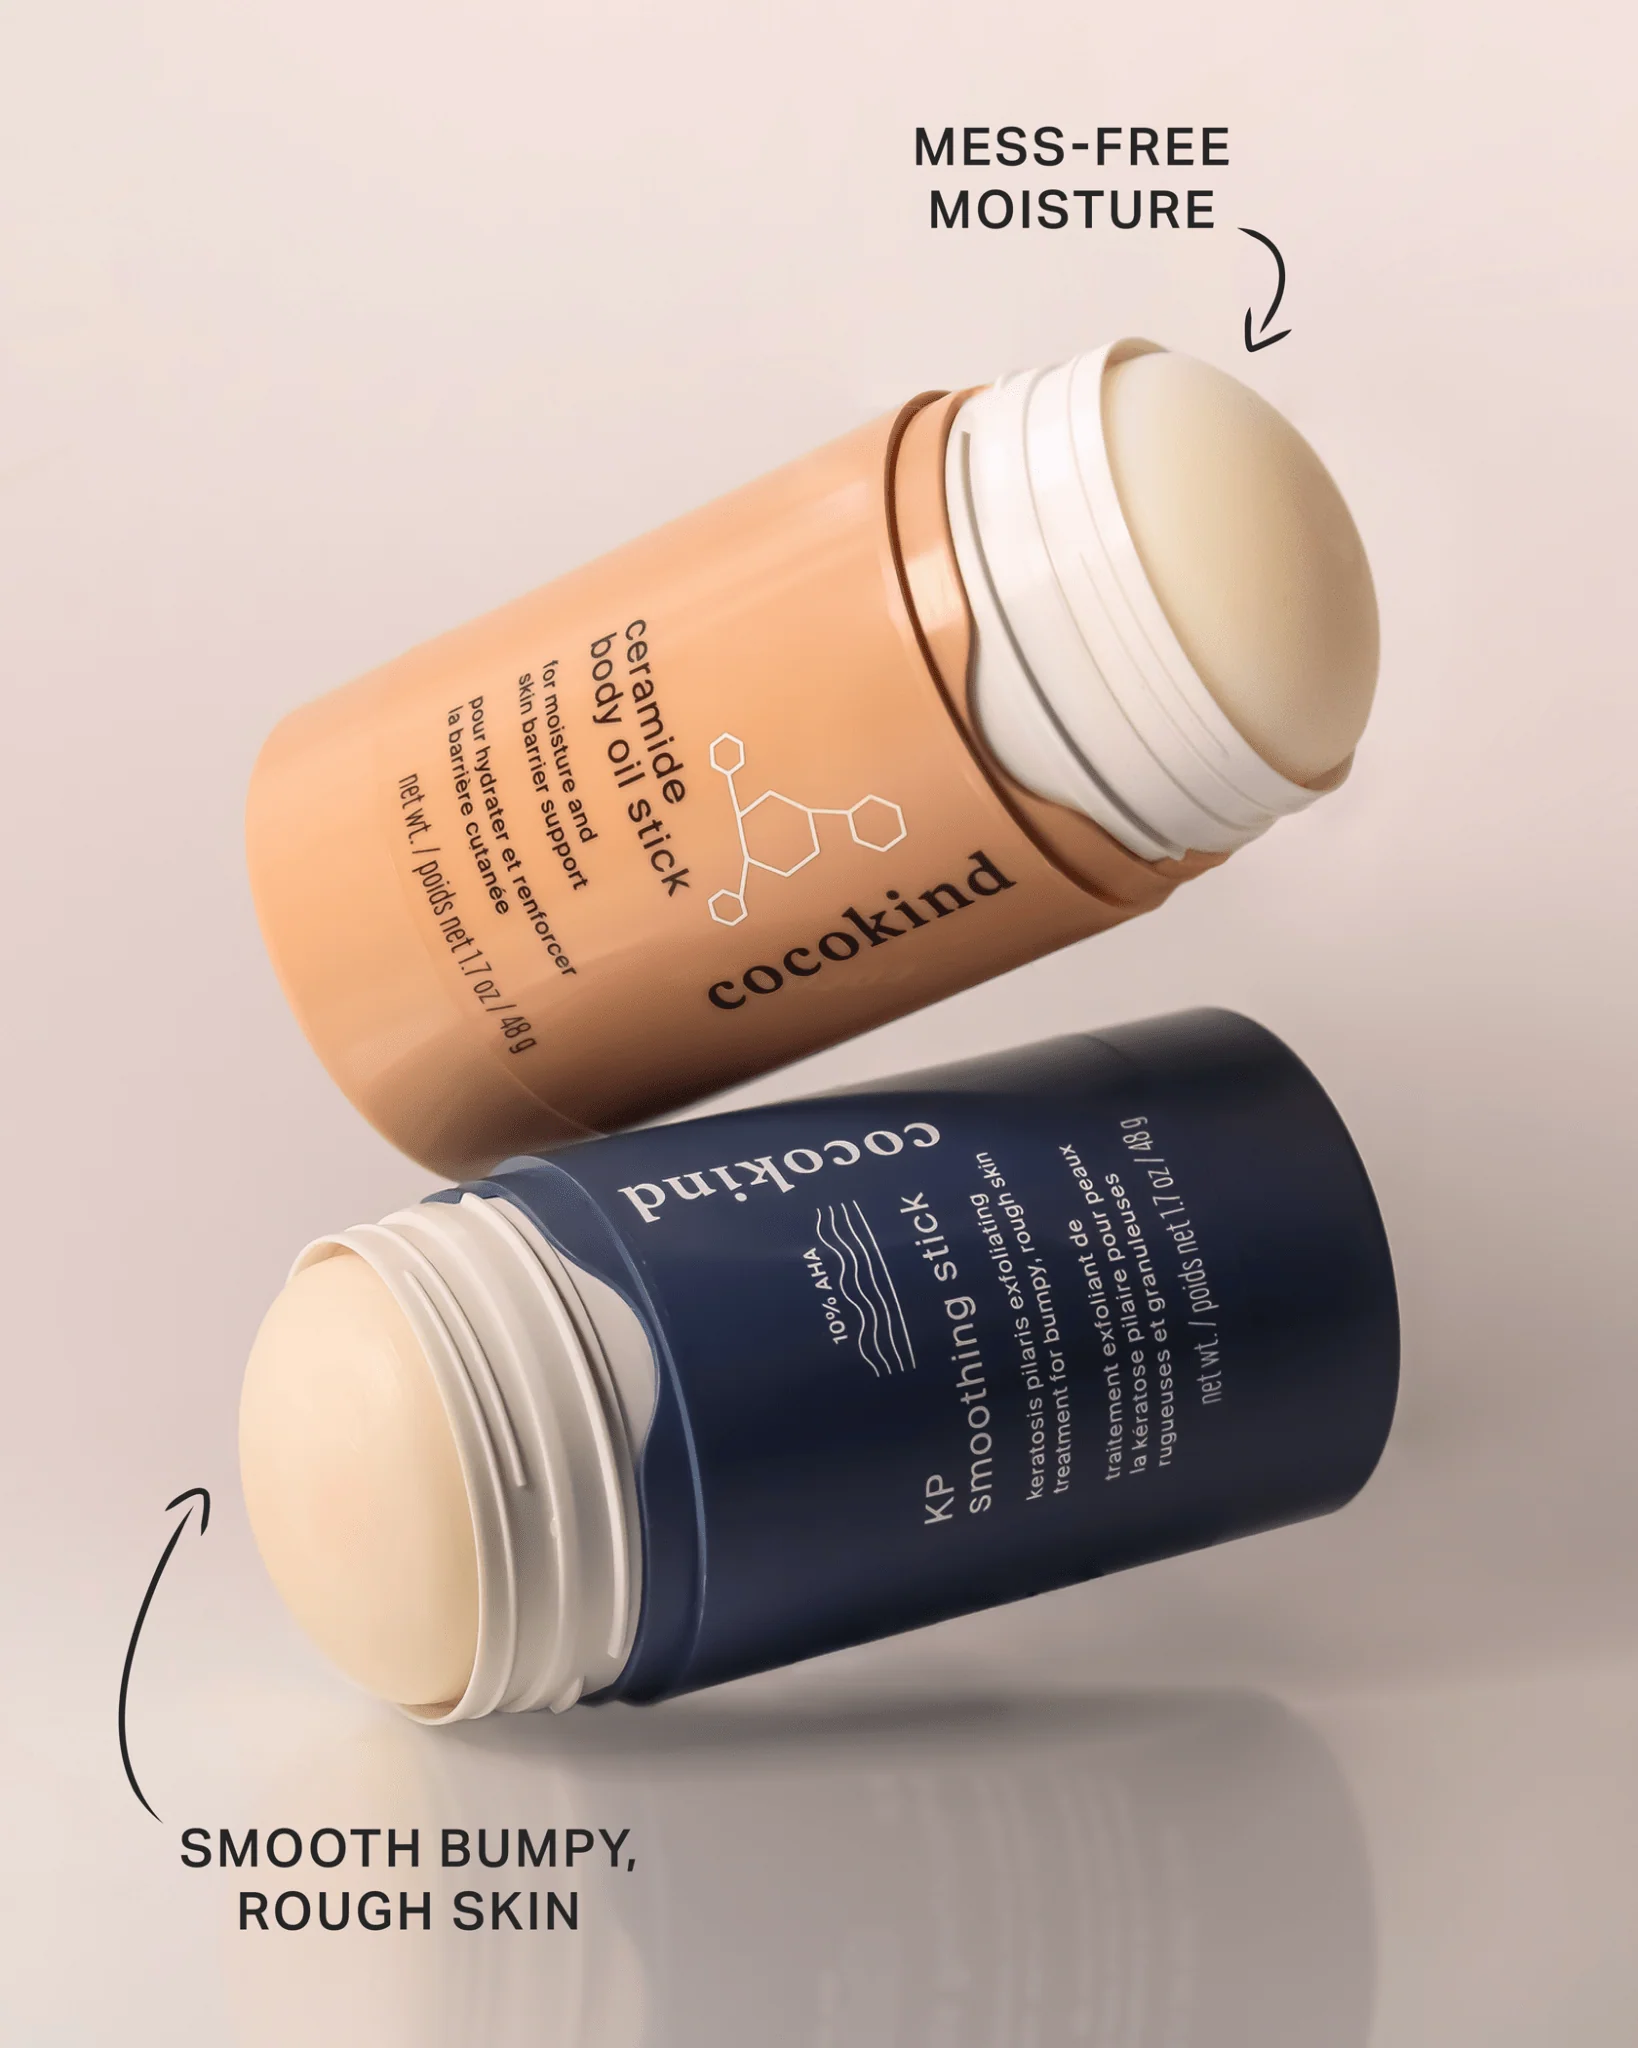 MESS-FREE
MOISTURE
cocokind
ceramide
body oil stick
for moisture and
skin barrier support
pour hydrater et renforcer
la barrière cutanée
net wt. / poids net 1.7 oz / 48 g
cocokind
10% AHA
KP
smoothing stick
keratosis pilaris exfoliating
treatment for bumpy, rough skin
traitement exfoliant de
la kératose pilaire pour peaux
rugueuses et granuleuses
net wt. / poids net 1.7 oz / 48 g
SMOOTH BUMPY,
ROUGH SKIN